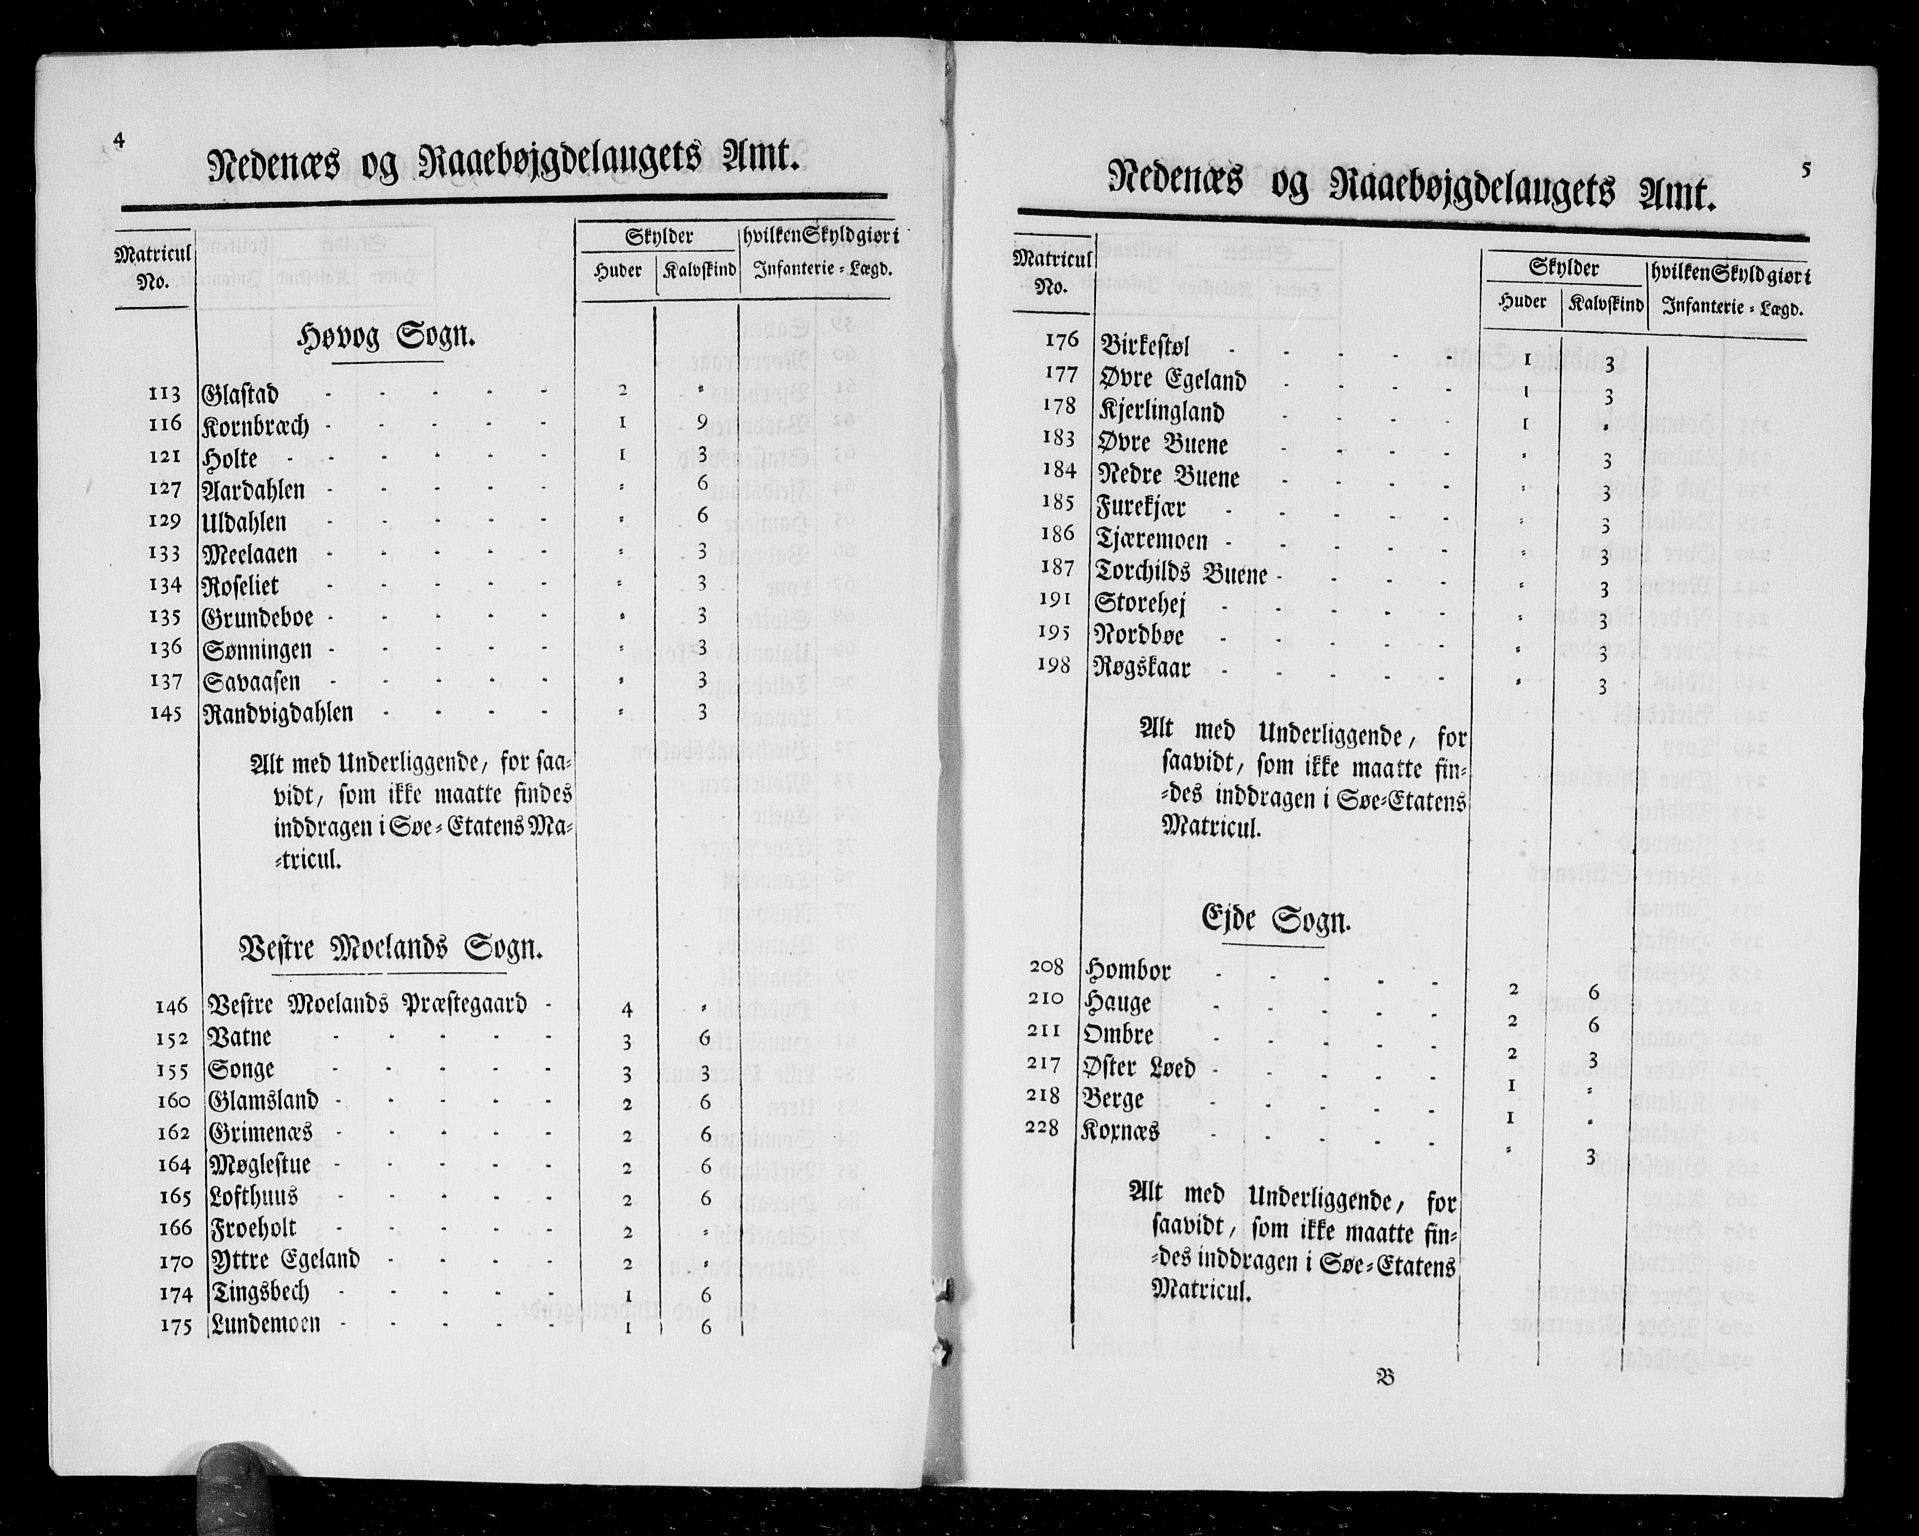 4
Nedenæs og Raaebøjgdelaugets Amt.
Matricul No. | Skylder | hvilken Skyld giør i
Huder | Kalvskind | Infanterie-Lægd.
Høvog Sogn.
113 Glastad - - - - - 2 "
116 Kornbræch - - - - - 1 9
121 Holte - - - - - - 1 3
127 Aardahlen - - - - - " 6
129 Uldahlen - - - - - " 6
133 Meelaaen - - - - - " 3
134 Roseliet - - - - - " 3
135 Grundeboe - - - - - " 3
136 Sønningen - - - - - " 3
137 Savaasen - - - - - " 3
145 Randvigdahlen - - - - " 3
Alt med Underliggende, for saa-
vidt, som ikke maatte findes
inddragen i Søe-Etatens Ma-
-tricul.
Vestre Moelands Sogn.
146 Vestre Moelands Præstegaard - 4 "
152 Vatne - - - - - 3 6
155 Songe - - - - - 3 3
160 Glamsland - - - - - 2 6
162 Grimenæs - - - - - 2 6
164 Møglestue - - - - - 2 6
165 Lofthuus - - - - - 2 6
166 Froeholt - - - - - 2 "
170 Yttre Egeland - - - - 2 "
174 Tingsbech - - - - - 1 6
175 Lundemoen - - - - - 1 6
5
Nedenæs og Raaebøjgdelaugets Amt.
Matricul No. | Skylder | hvilken Skyld giør i
Huder | Kalvskind | Infanterie-Lægd.
176 Birkestøl - - - - - 1 3
177 Øvre Egeland - - - - 1 3
178 Kjerlingland - - - - 1 "
183 Øvre Buene - - - - " 3
184 Nedre Buene - - - - " 3
185 Furekjær - - - - - " 3
186 Tjæremoen - - - - - " 3
187 Torchilds Buene - - - - " 3
191 Storehej - - - - - " 3
195 Nordbøe - - - - - " 3
198 Røgskaar - - - - - " 3
Alt med Underliggende, for
saavidt, som ikke maatte fin-
-des inddragen i Søe-Etatens
Matricul.
Ejde Sogn.
208 Hombor - - - - - 2 6
210 Hauge - - - - - 2 6
211 Ombre - - - - - 2 3
217 Øster Løed - - - - - 1 "
218 Berge - - - - - 1 "
228 Koxnæs - - - - - " 3
Alt med Underliggende, for
saavidt, som ikke maatte fin-
-des inddragen i Søe-Etatens
Matricul.
B